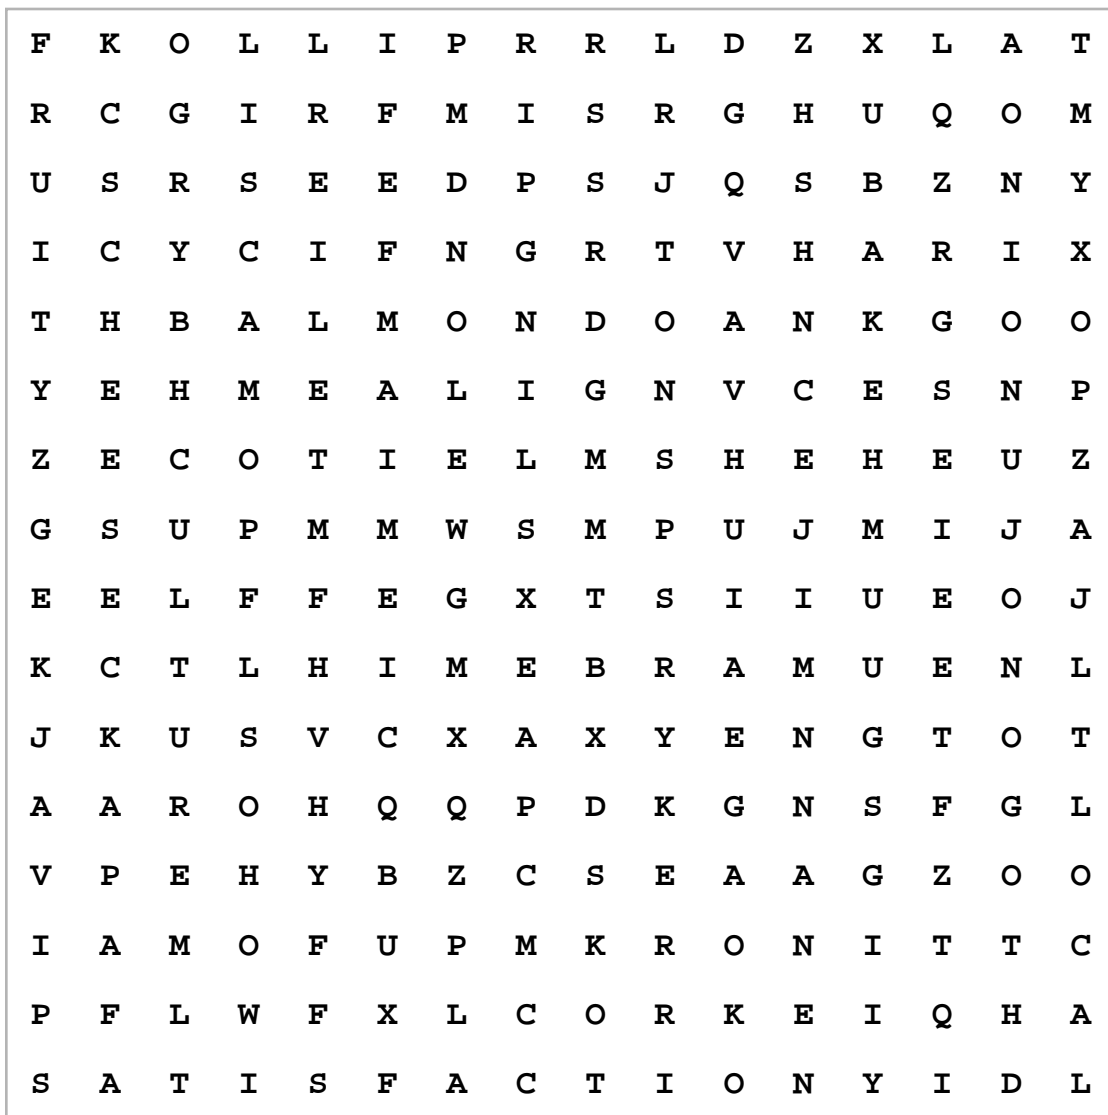 F K O L L I P R R L D Z X L A T
R C G I R F M I S R G H U Q O M
U S R S E E D P S J Q S B Z N Y
I C Y C I F N G R T V H A R I X
T H B A L M O N D O A N K G O O
Y E H M E A L I G N V C E S N P
Z E C O T I E L M S H E H E U Z
G S U P M M W S M P U J M I J A
E E L F F E G X T S I I U E O J
K C T L H I M E B R A M U E N L
J K U S V C X A X Y E N G T O T
A A R O H Q Q P D K G N S F G L
V P E H Y B Z C S E A A G Z O O
I A M O F U P M K R O N I T T C
P F L W F X L C O R K E I Q H A
S A T I S F A C T I O N Y I D L